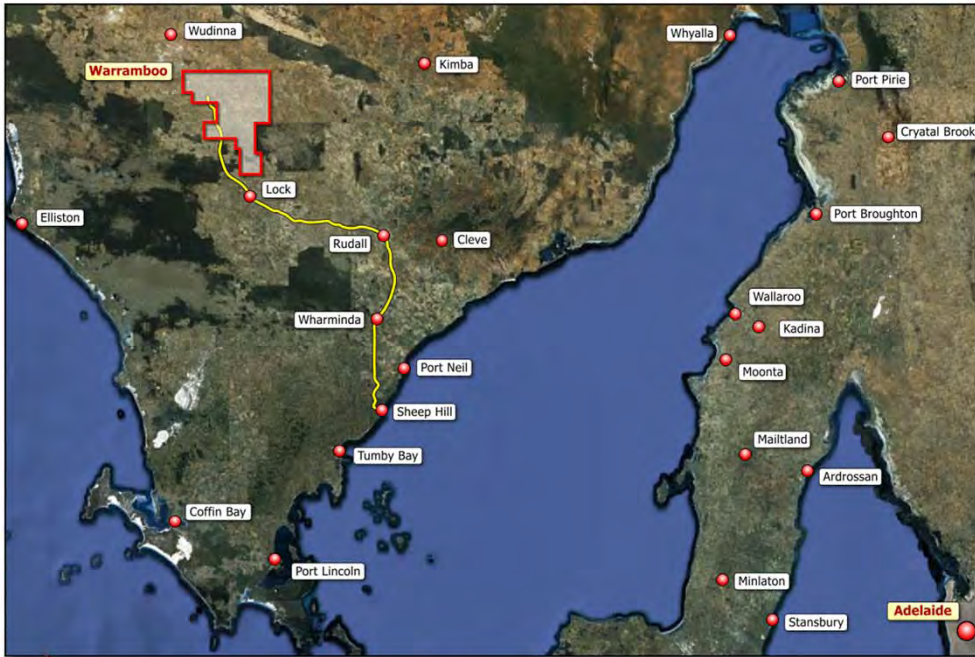 Wudinna
Whyalla
Kimba
Warramboo
Port Pirie
Cryatal Brook
Lock
Port Broughton
Elliston
Rudall
Cleve
Wallaroo
Wharminda
Kadina
Moonta
Port Neil
Sheep Hill
Tumby Bay
Mailtland
Ardrossan
Coffin Bay
Port Lincoln
Minlaton
Adelaide
Stansbury